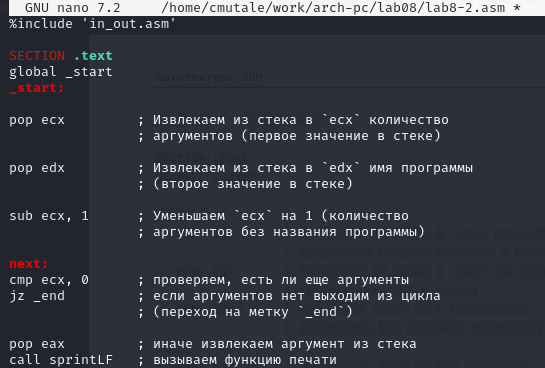 GNU nano 7.2 /home/cmutale/work/arch-pc/lab08/lab8-2.asm *
%include 'in_out.asm'
Архитектура ЭВМ
SECTION .text
global _start
_start:
pop ecx ; Извлекаем из стека в `ecx` количество
; аргументов (первое значение в стеке)
pop edx ; Извлекаем из стека в `edx` имя программы
; (второе значение в стеке)
sub ecx, 1 ; Уменьшаем `ecx` на 1 (количество
; аргументов без названия программы)
next:
cmp ecx, 0 ; проверяем, есть ли еще аргументы
jz _end ; если аргументов нет выходим из цикла
; (переход на метку `_end`)
pop eax ; иначе извлекаем аргумент из стека
call sprintLF ; вызываем функцию печати